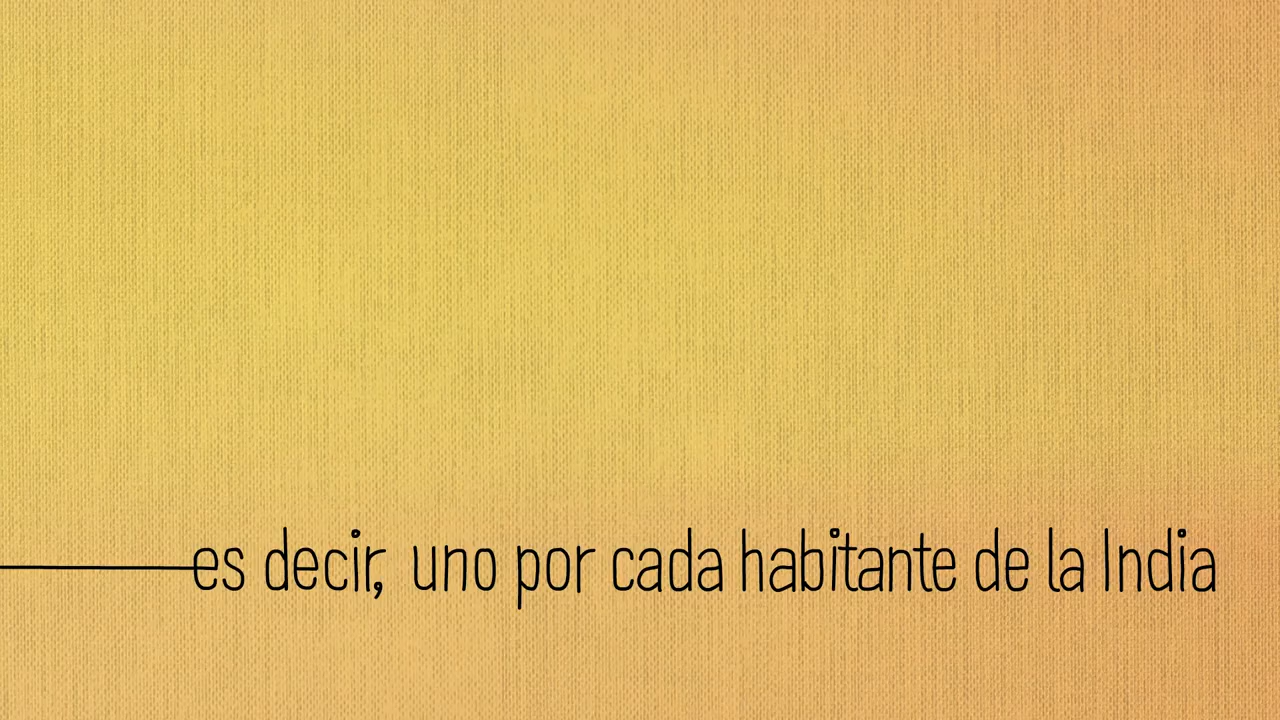 es decir, uno por cada habitante de la India